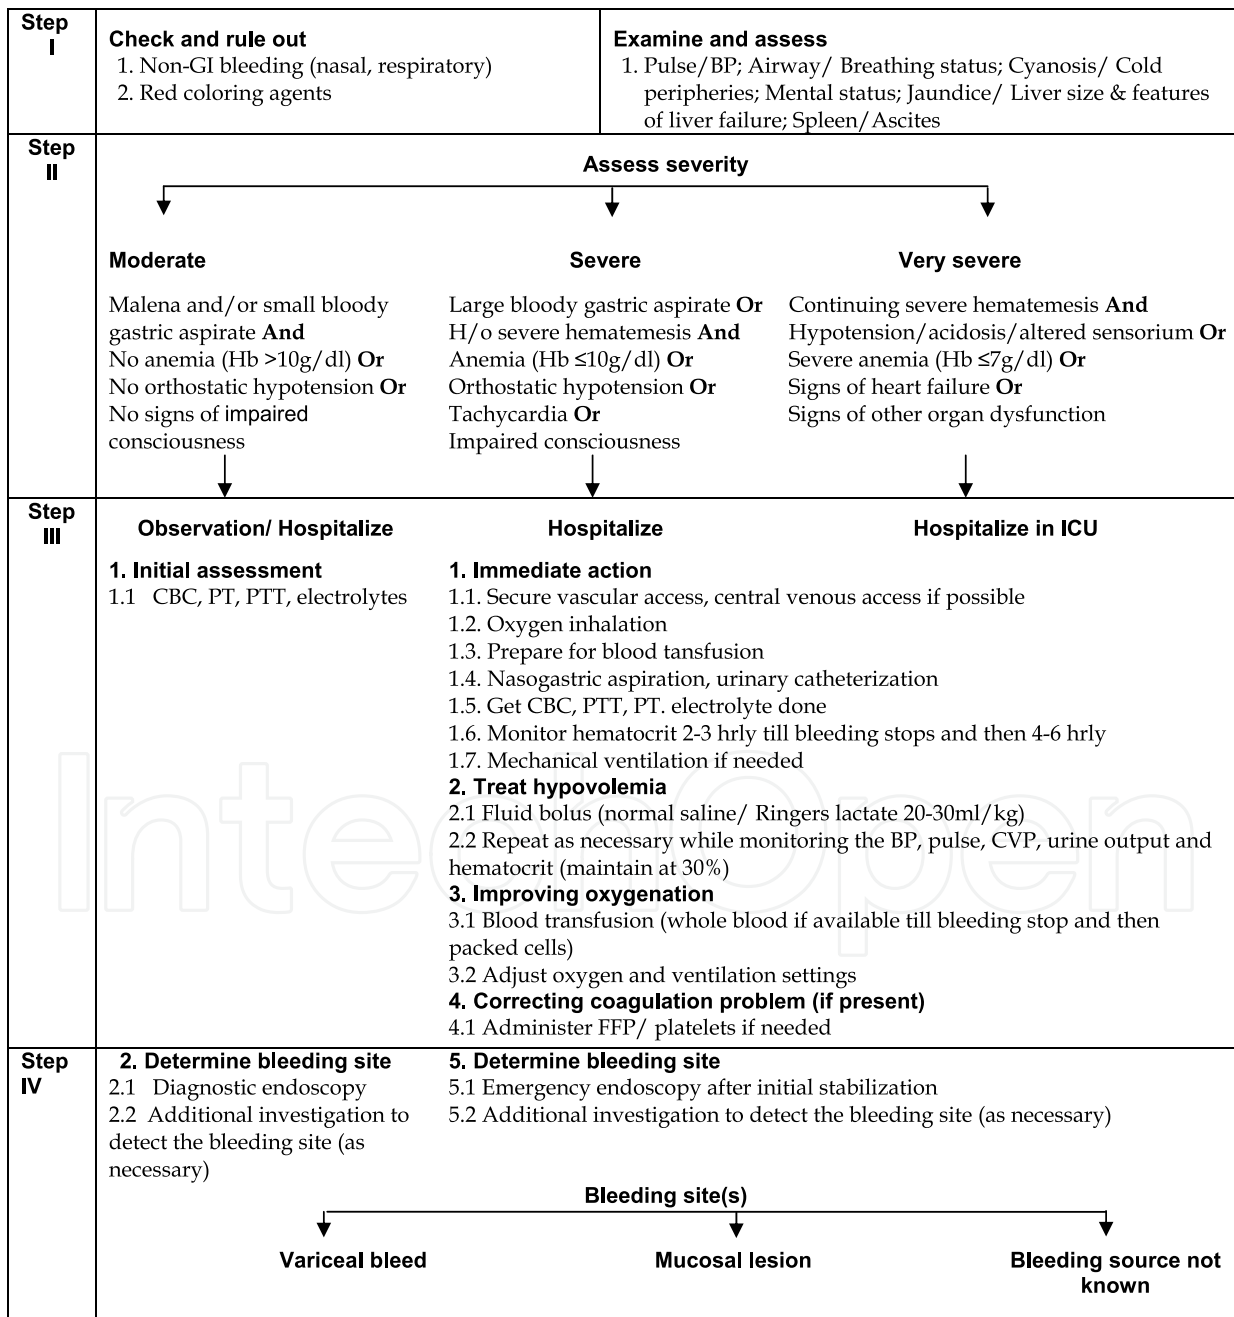 Step
I
Check and rule out
1. Non-GI bleeding (nasal, respiratory)
2. Red coloring agents
Examine and assess
1. Pulse/BP; Airway/ Breathing status; Cyanosis/ Cold
peripheries; Mental status; Jaundice/ Liver size & features
of liver failure; Spleen/Ascites
Step
II
Assess severity
Moderate
Malena and/or small bloody
gastric aspirate And
No anemia (Hb >10g/dl) Or
No orthostatic hypotension Or
No signs of impaired
consciousness
Severe
Large bloody gastric aspirate Or
H/o severe hematemesis And
Anemia (Hb ≤10g/dl) Or
Orthostatic hypotension Or
Tachycardia Or
Impaired consciousness
Very severe
Continuing severe hematemesis And
Hypotension/acidosis/altered sensorium Or
Severe anemia (Hb ≤7g/dl) Or
Signs of heart failure Or
Signs of other organ dysfunction
Step
III
Observation/ Hospitalize
1. Initial assessment
1.1 CBC, PT, PTT, electrolytes
Hospitalize
Hospitalize in ICU
1. Immediate action
1.1. Secure vascular access, central venous access if possible
1.2. Oxygen inhalation
1.3. Prepare for blood tansfusion
1.4. Nasogastric aspiration, urinary catheterization
1.5. Get CBC, PTT, PT. electrolyte done
1.6. Monitor hematocrit 2-3 hrly till bleeding stops and then 4-6 hrly
1.7. Mechanical ventilation if needed
2. Treat hypovolemia
2.1 Fluid bolus (normal saline/ Ringers lactate 20-30ml/kg)
2.2 Repeat as necessary while monitoring the BP, pulse, CVP, urine output and
hematocrit (maintain at 30%)
3. Improving oxygenation
3.1 Blood transfusion (whole blood if available till bleeding stop and then
packed cells)
3.2 Adjust oxygen and ventilation settings
4. Correcting coagulation problem (if present)
4.1 Administer FFP/ platelets if needed
IntechOpen
Step
IV
2. Determine bleeding site
2.1 Diagnostic endoscopy
2.2 Additional investigation to
detect the bleeding site (as
necessary)
5. Determine bleeding site
5.1 Emergency endoscopy after initial stabilization
5.2 Additional investigation to detect the bleeding site (as necessary)
Bleeding site(s)
Variceal bleed
Mucosal lesion
Bleeding source not
known